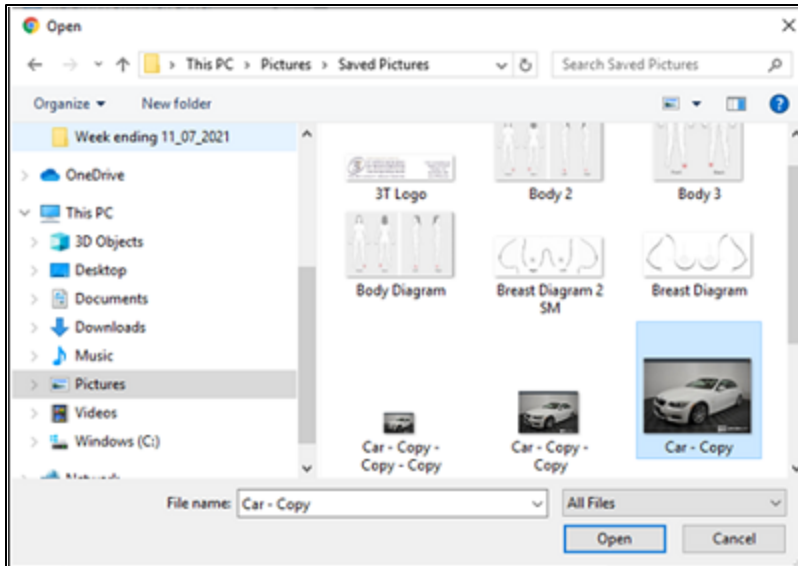 Open
This PC > Pictures > Saved Pictures
Search Saved Pictures
Organize
New folder
Week ending 11_07_2021
OneDrive
This PC
3D Objects
Desktop
Documents
Downloads
Music
Pictures
Videos
Windows (C:)
Network
3T Logo
Body 2
Body 3
Body Diagram
Breast Diagram 2
SM
Breast Diagram
Car - Copy -
Copy - Copy
Car - Copy -
Copy
Car - Copy
File name: Car - Copy
All Files
Open
Cancel